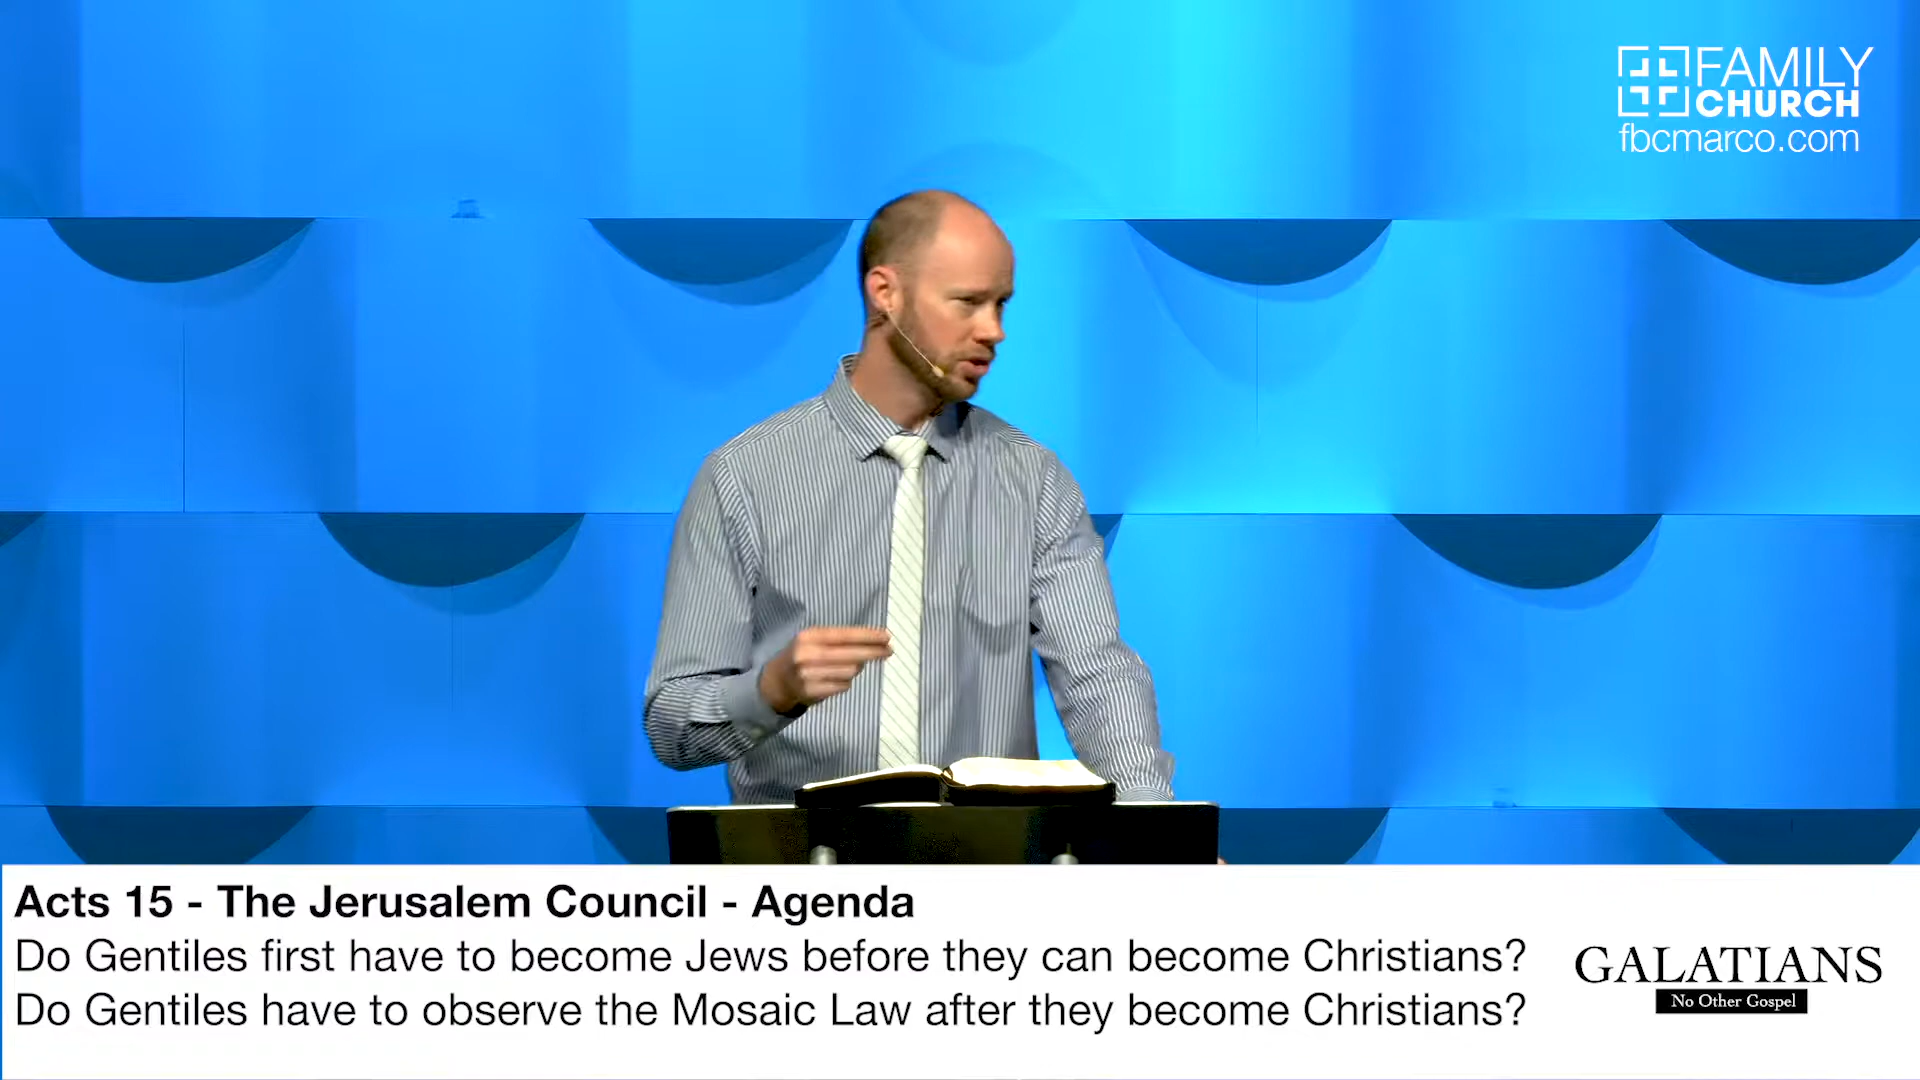 FAMILY
CHURCH
fbcmarco.com
Acts 15 - The Jerusalem Council - Agenda
Do Gentiles first have to become Jews before they can become Christians?
Do Gentiles have to observe the Mosaic Law after they become Christians?
GALATIANS
No Other Gospel